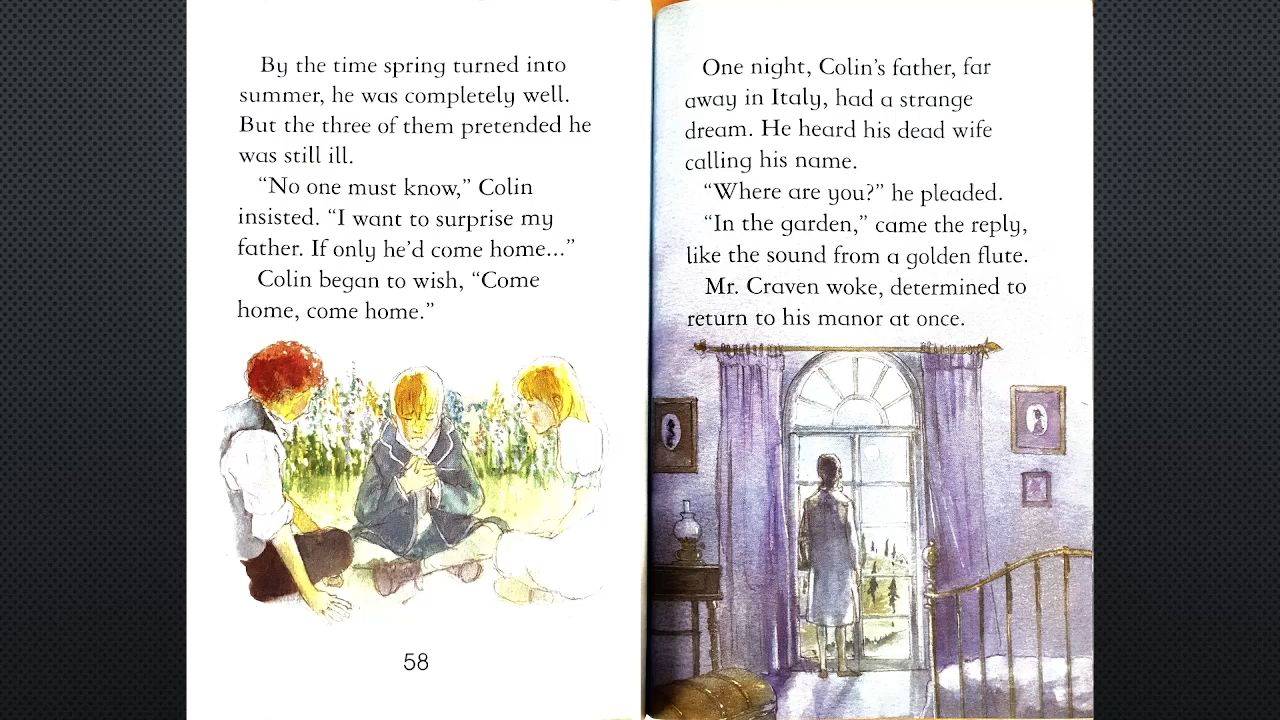 By the time spring turned into
summer, he was completely well.
But the three of them pretended he
was still ill.
“No one must know,” Colin
insisted. “I want to surprise my
father. If only he’d come home...”
Colin began to wish, “Come
home, come home.”
58
One night, Colin’s father, far
away in Italy, had a strange
dream. He heard his dead wife
calling his name.
“Where are you?” he pleaded.
“In the garden,” came the reply,
like the sound from a golden flute.
Mr. Craven woke, determined to
return to his manor at once.